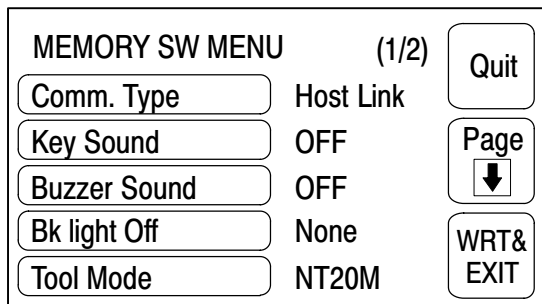 MEMORY SW MENU (1/2)
Quit
Comm. Type Host Link
Key Sound OFF
Page
Buzzer Sound OFF
Bk light Off None
WRT&
EXIT
Tool Mode NT20M